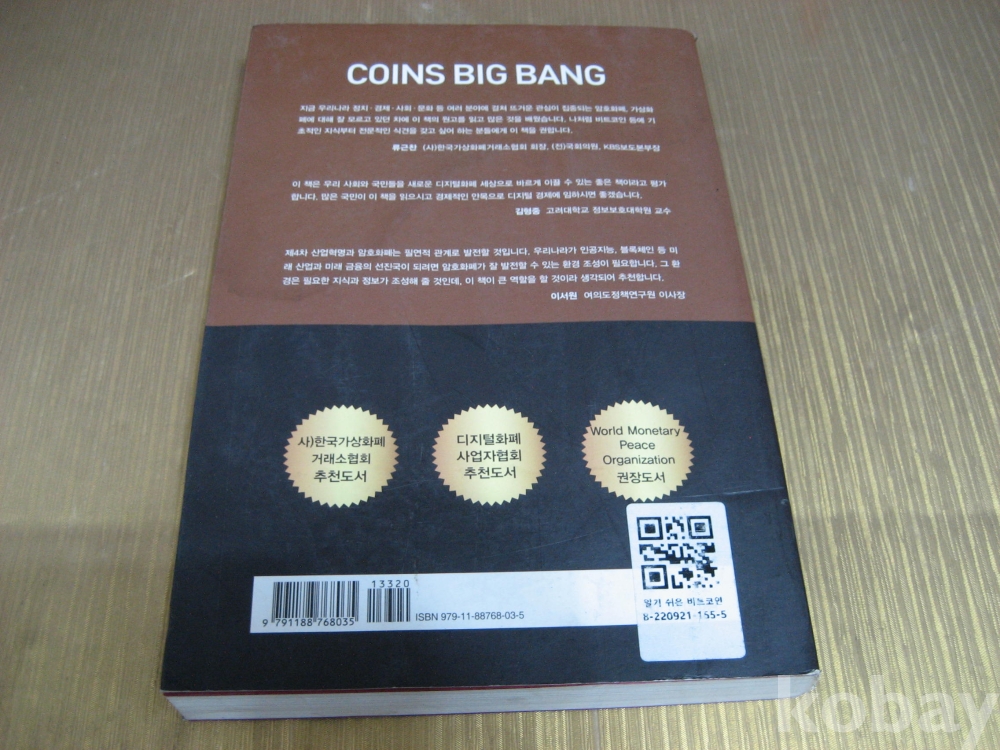 COINS BIG BANG
지금 우리나라 정치·경제·사회·문화 등 여러 분야에 걸쳐 뜨거운 관심이 집중되는 암호화폐, 가상화
폐에 대해 잘 모르고 있던 차에 이 책의 원고를 읽고 많은 것을 배웠습니다. 나처럼 비트코인 등에 기
초적인 지식부터 전문적인 식견을 갖고 싶어 하는 분들에게 이 책을 권합니다.
류근찬 (사)한국가상화폐거래소협회 회장, (전)국회의원, KBS보도본부장
이 책은 우리 사회와 국민들을 새로운 디지털화폐 세상으로 바르게 이끌 수 있는 좋은 책이라고 평가
합니다. 많은 국민이 이 책을 읽으시고 경제적인 안목으로 디지털 경제에 임하시면 좋겠습니다.
김형중 고려대학교 정보보호대학원 교수
제4차 산업혁명과 암호화폐는 필연적 관계로 발전할 것입니다. 우리나라가 인공지능, 블록체인 등 미
래 산업과 미래 금융의 선진국이 되려면 암호화폐가 잘 발전할 수 있는 환경 조성이 필요합니다. 그 환
경은 필요한 지식과 정보가 조성해 줄 것인데, 이 책이 큰 역할을 할 것이라 생각되어 추천합니다.
이서원 여의도정책연구원 이사장
사)한국가상화폐
거래소협회
추천도서
디지털화폐
사업자협회
추천도서
World Monetary
Peace
Organization
권장도서
13320
9 791188 768035
ISBN 979-11-88768-03-5
알기 쉬운 비트코인
8-220921-155-5
kobay